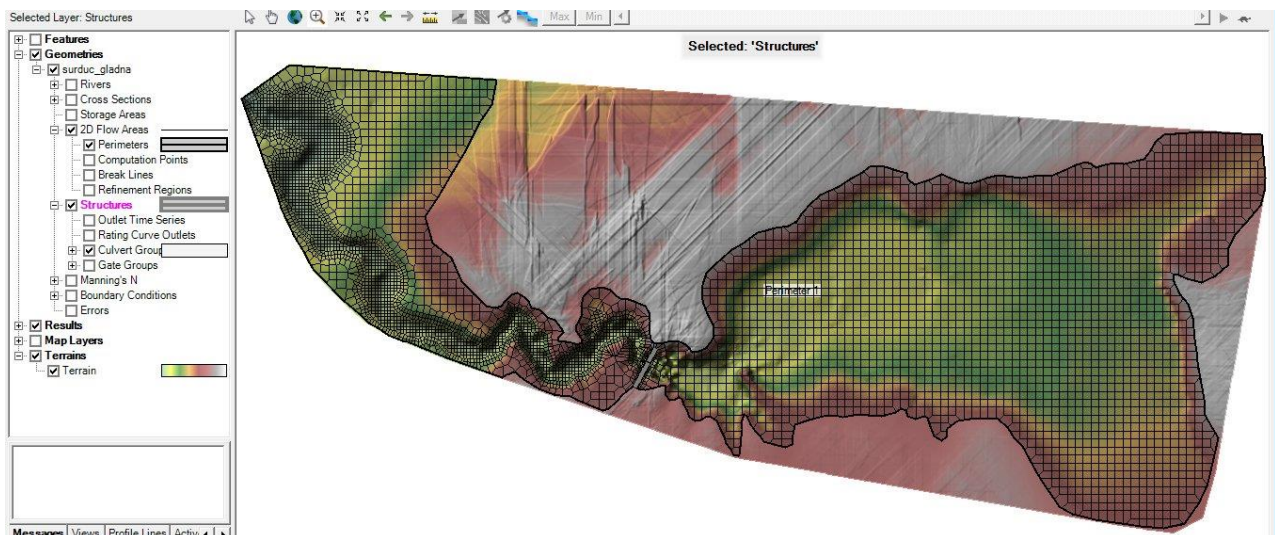 Selected Layer: Structures
Max Min
Selected: 'Structures'
Features
Geometries
surduc_gladna
Rivers
Cross Sections
Storage Areas
2D Flow Areas
Perimeters
Computation Points
Break Lines
Refinement Regions
Structures
Outlet Time Series
Rating Curve Outlets
Culvert Group
Gate Groups
Manning's N
Boundary Conditions
Errors
Results
Map Layers
Terrains
Terrain
Perimeter 1
Messages Views Profile Lines Activ